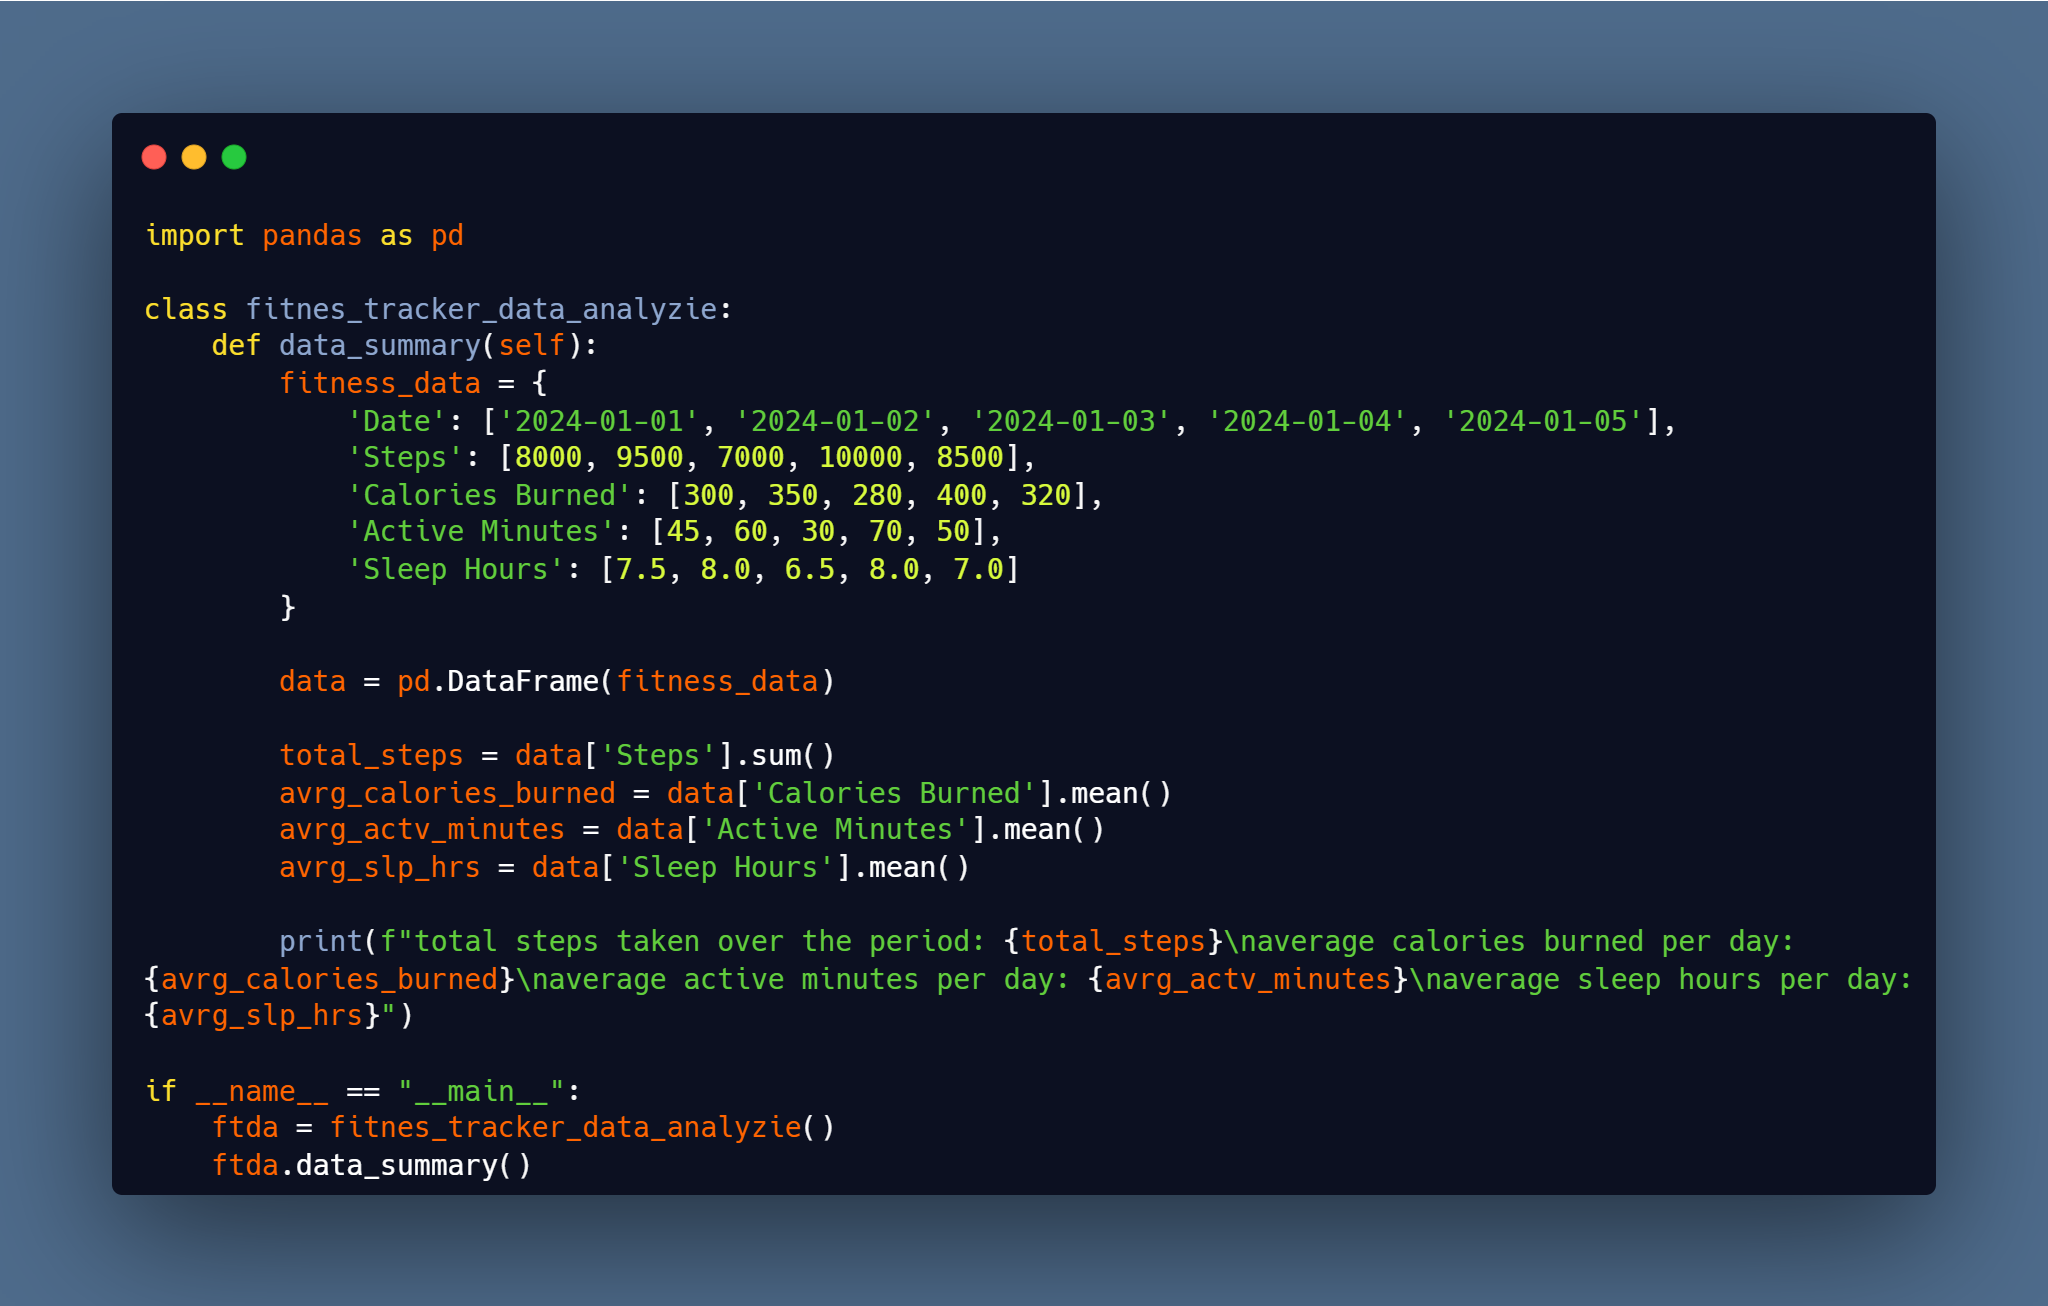 import pandas as pd
class fitnes_tracker_data_analyzie:
    def data_summary(self):
        fitness_data = {
            'Date': ['2024-01-01', '2024-01-02', '2024-01-03', '2024-01-04', '2024-01-05'],
            'Steps': [8000, 9500, 7000, 10000, 8500],
            'Calories Burned': [300, 350, 280, 400, 320],
            'Active Minutes': [45, 60, 30, 70, 50],
            'Sleep Hours': [7.5, 8.0, 6.5, 8.0, 7.0]
        }
        data = pd.DataFrame(fitness_data)
        total_steps = data['Steps'].sum()
        avrg_calories_burned = data['Calories Burned'].mean()
        avrg_actv_minutes = data['Active Minutes'].mean()
        avrg_slp_hrs = data['Sleep Hours'].mean()
        print(f"total steps taken over the period: {total_steps}\naverage calories burned per day:
{avrg_calories_burned}\naverage active minutes per day: {avrg_actv_minutes}\naverage sleep hours per day:
{avrg_slp_hrs}")
if __name__ == "__main__":
    ftda = fitnes_tracker_data_analyzie()
    ftda.data_summary()